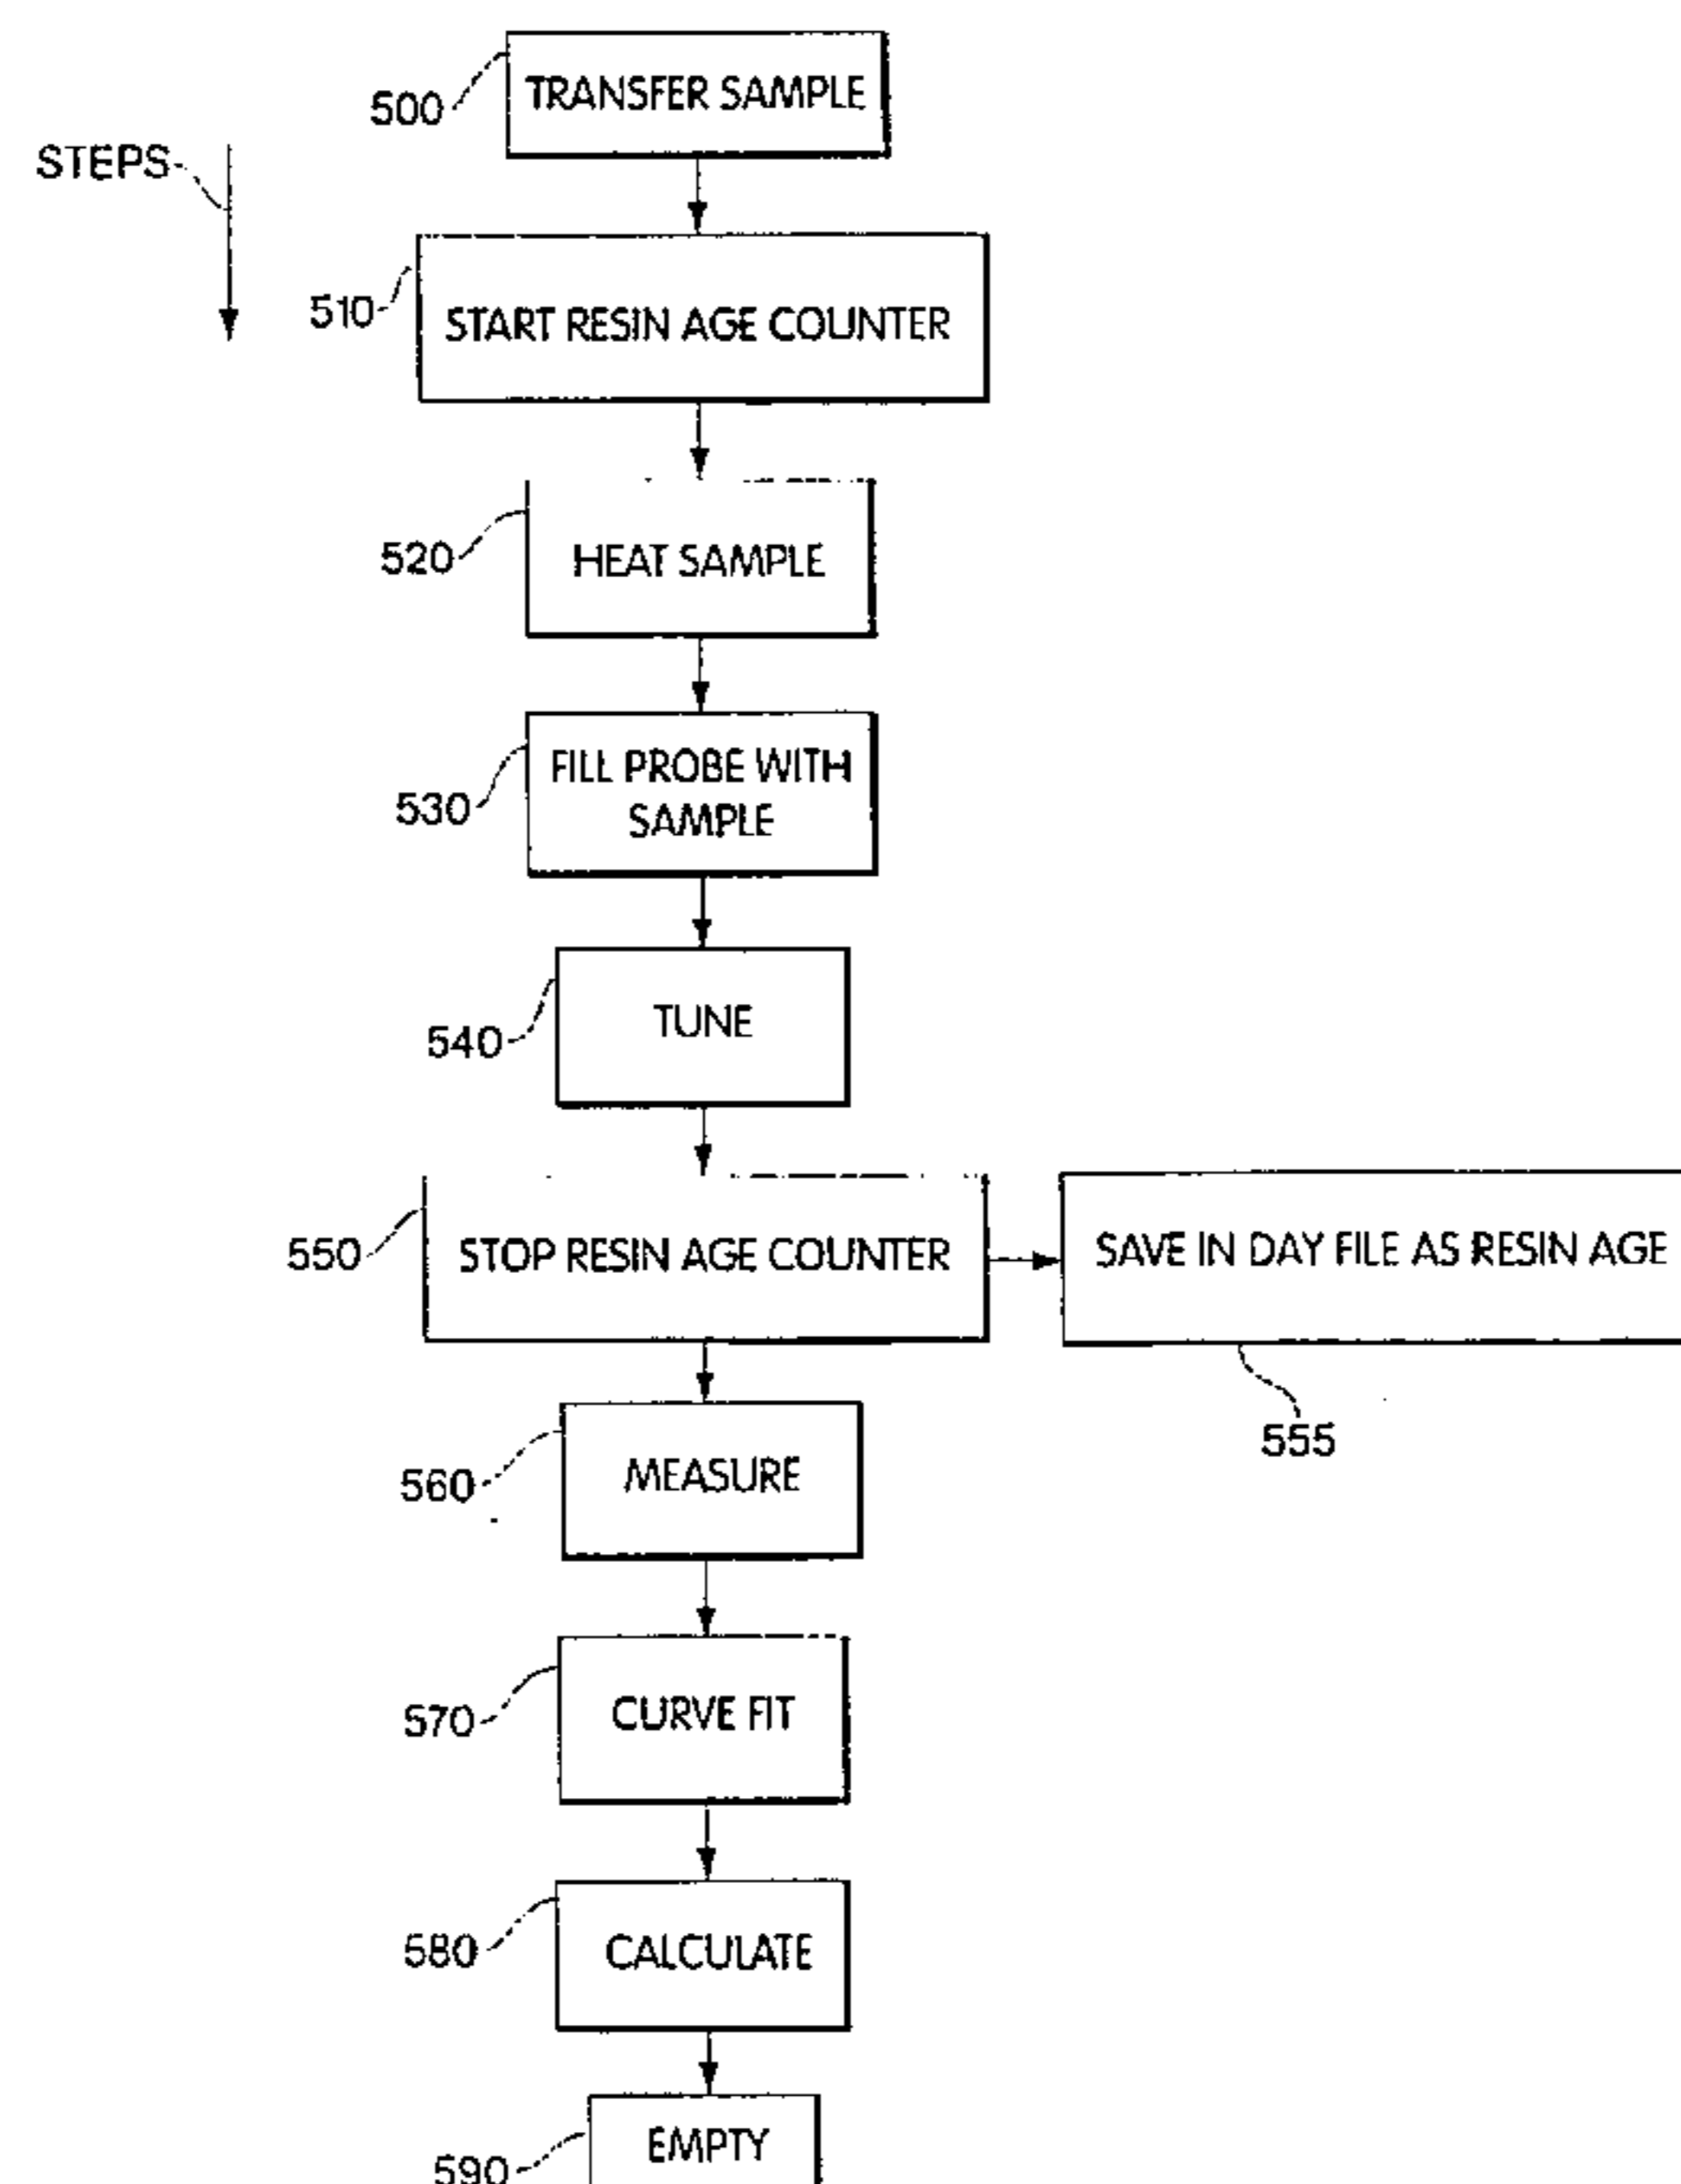 500
TRANSFER SAMPLE
STEPS
510
START RESIN AGE COUNTER
520
HEAT SAMPLE
530
FILL PROBE WITH
SAMPLE
540
TUNE
550
STOP RESIN AGE COUNTER
SAVE IN DAY FILE AS RESIN AGE
555
560
MEASURE
570
CURVE FIT
580
CALCULATE
590
EMPTY